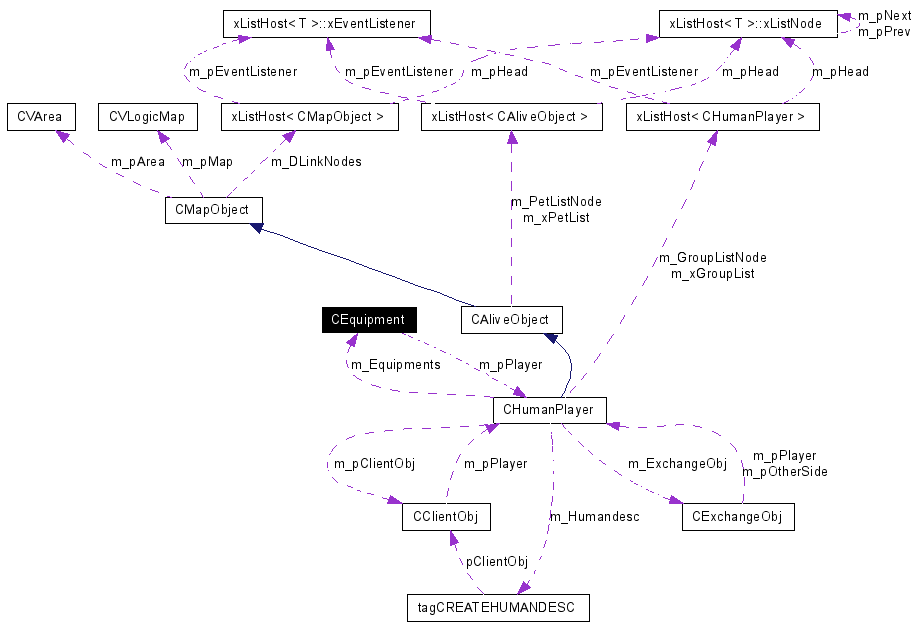 xListHost< T >::xEventListener
xListHost< T >::xListNode
m_pNext
m_pPrev
m_pEventListener
m_pHead
m_pEventListener
m_pHead
m_pEventListener
m_pHead
CVArea
CVLogicMap
xListHost< CMapObject >
xListHost< CAliveObject >
xListHost< CHumanPlayer >
m_pArea
m_pMap
m_DLinkNodes
CMapObject
m_PetListNode
m_xPetList
m_GroupListNode
m_xGroupList
CEquipment
CAliveObject
m_Equipments
m_pPlayer
CHumanPlayer
m_pClientObj
m_pPlayer
m_ExchangeObj
m_pPlayer
m_pOtherSide
CClientObj
m_Humandesc
CExchangeObj
pClientObj
tagCREATEHUMANDESC